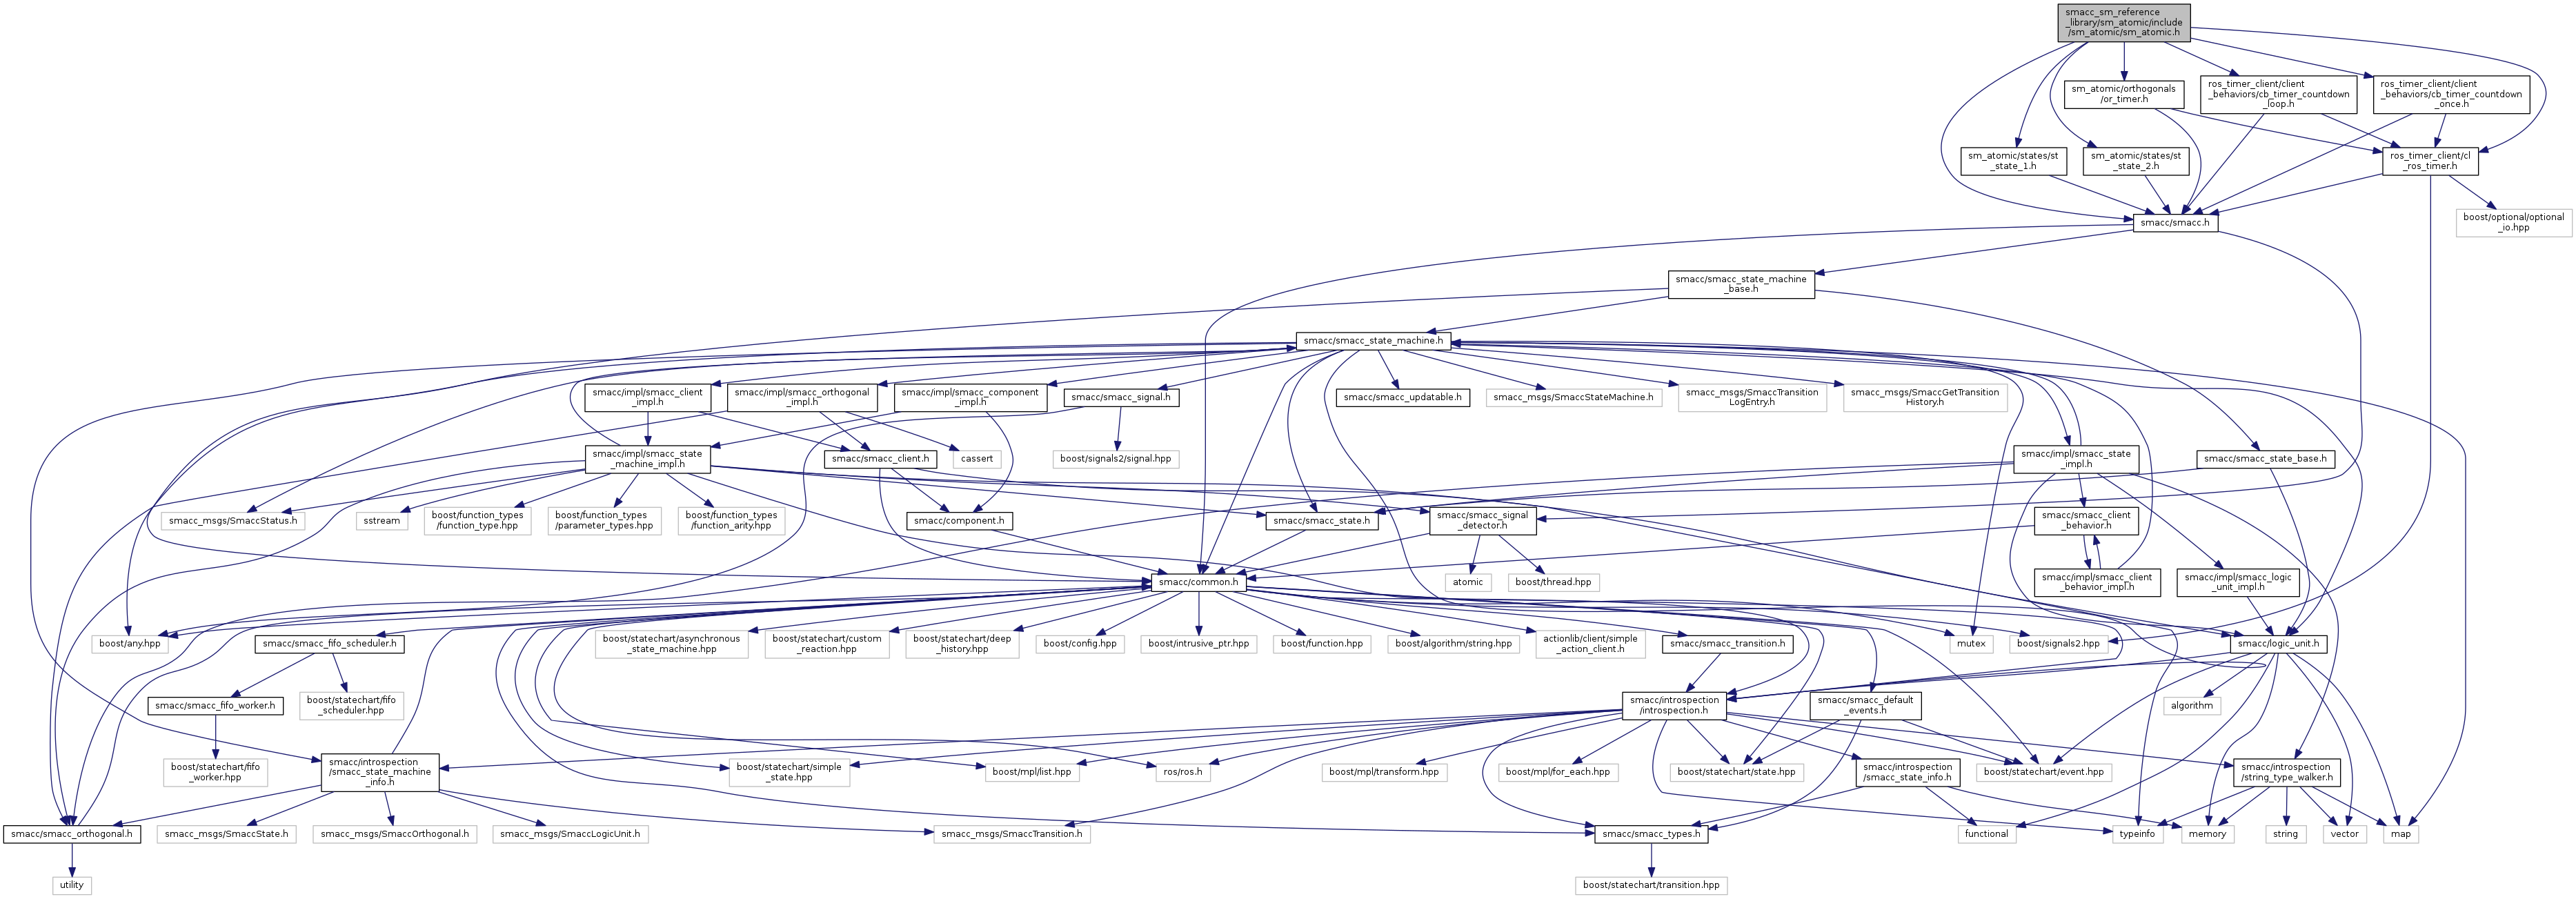 smacc_sm_reference
_library/sm_atomic/include
/sm_atomic/sm_atomic.h
sm_atomic/orthogonals
/or_timer.h
ros_timer_client/client
_behaviors/cb_timer_countdown
_loop.h
ros_timer_client/client
_behaviors/cb_timer_countdown
_once.h
sm_atomic/states/st
_state_1.h
sm_atomic/states/st
_state_2.h
ros_timer_client/cl
_ros_timer.h
smacc/smacc.h
boost/optional/optional
_io.hpp
smacc/smacc_state_machine
_base.h
smacc/smacc_state_machine.h
smacc/impl/smacc_client
_impl.h
smacc/impl/smacc_orthogonal
_impl.h
smacc/impl/smacc_component
_impl.h
smacc/smacc_signal.h
smacc/smacc_updatable.h
smacc_msgs/SmaccStateMachine.h
smacc_msgs/SmaccTransition
LogEntry.h
smacc_msgs/SmaccGetTransition
History.h
smacc/impl/smacc_state
_machine_impl.h
smacc/smacc_client.h
cassert
boost/signals2/signal.hpp
smacc/impl/smacc_state
_impl.h
smacc/smacc_state_base.h
smacc_msgs/SmaccStatus.h
sstream
boost/function_types
/function_type.hpp
boost/function_types
/parameter_types.hpp
boost/function_types
/function_arity.hpp
smacc/component.h
smacc/smacc_state.h
smacc/smacc_signal
_detector.h
smacc/smacc_client
_behavior.h
smacc/common.h
atomic
boost/thread.hpp
smacc/impl/smacc_client
_behavior_impl.h
smacc/impl/smacc_logic
_unit_impl.h
boost/any.hpp
smacc/smacc_fifo_scheduler.h
boost/statechart/asynchronous
_state_machine.hpp
boost/statechart/custom
_reaction.hpp
boost/statechart/deep
_history.hpp
boost/config.hpp
boost/intrusive_ptr.hpp
boost/function.hpp
boost/algorithm/string.hpp
actionlib/client/simple
_action_client.h
smacc/smacc_transition.h
mutex
boost/signals2.hpp
smacc/logic_unit.h
smacc/smacc_fifo_worker.h
boost/statechart/fifo
_scheduler.hpp
smacc/introspection
/introspection.h
smacc/smacc_default
_events.h
algorithm
boost/statechart/fifo
_worker.hpp
smacc/introspection
/smacc_state_machine
_info.h
boost/statechart/simple
_state.hpp
boost/mpl/list.hpp
ros/ros.h
boost/mpl/transform.hpp
boost/mpl/for_each.hpp
boost/statechart/state.hpp
smacc/introspection
/smacc_state_info.h
boost/statechart/event.hpp
smacc/introspection
/string_type_walker.h
smacc/smacc_orthogonal.h
smacc_msgs/SmaccState.h
smacc_msgs/SmaccOrthogonal.h
smacc_msgs/SmaccLogicUnit.h
smacc_msgs/SmaccTransition.h
smacc/smacc_types.h
functional
typeinfo
memory
string
vector
map
utility
boost/statechart/transition.hpp